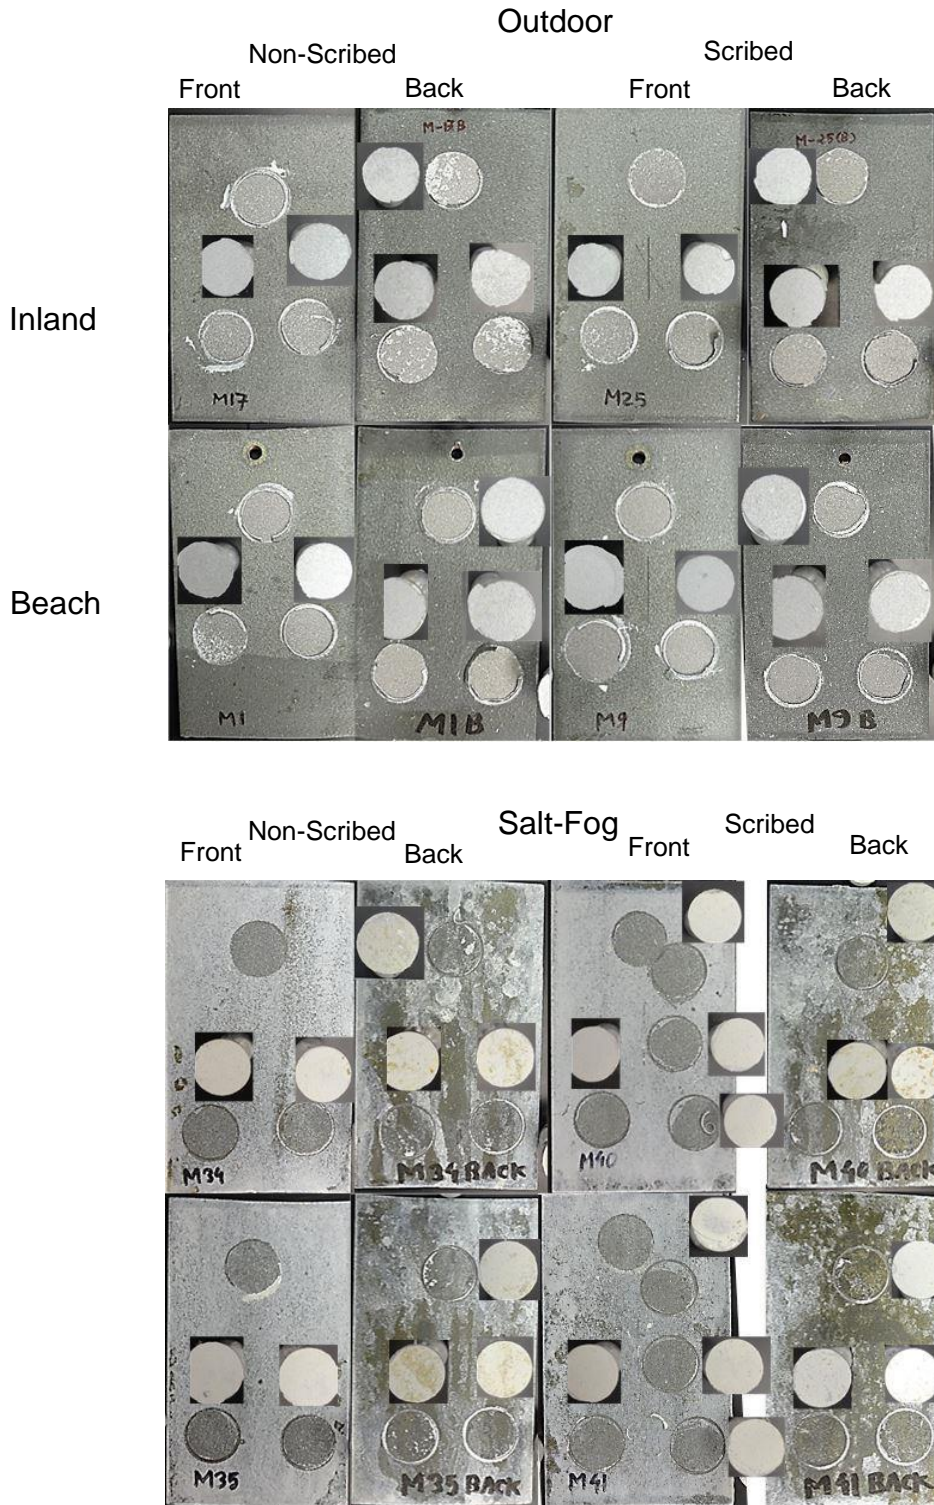 Outdoor
Non-Scribed
Scribed
Front
Back
Front
Back
M-17B
M-25(B)
Inland
M17
M25
Beach
M1
M1B
M9
M9B
Salt-Fog
Non-Scribed
Scribed
Front
Back
Front
Back
M34
M34 BACK
M40
M40 BACK
M35
M35 BACK
M41
M41 BACK